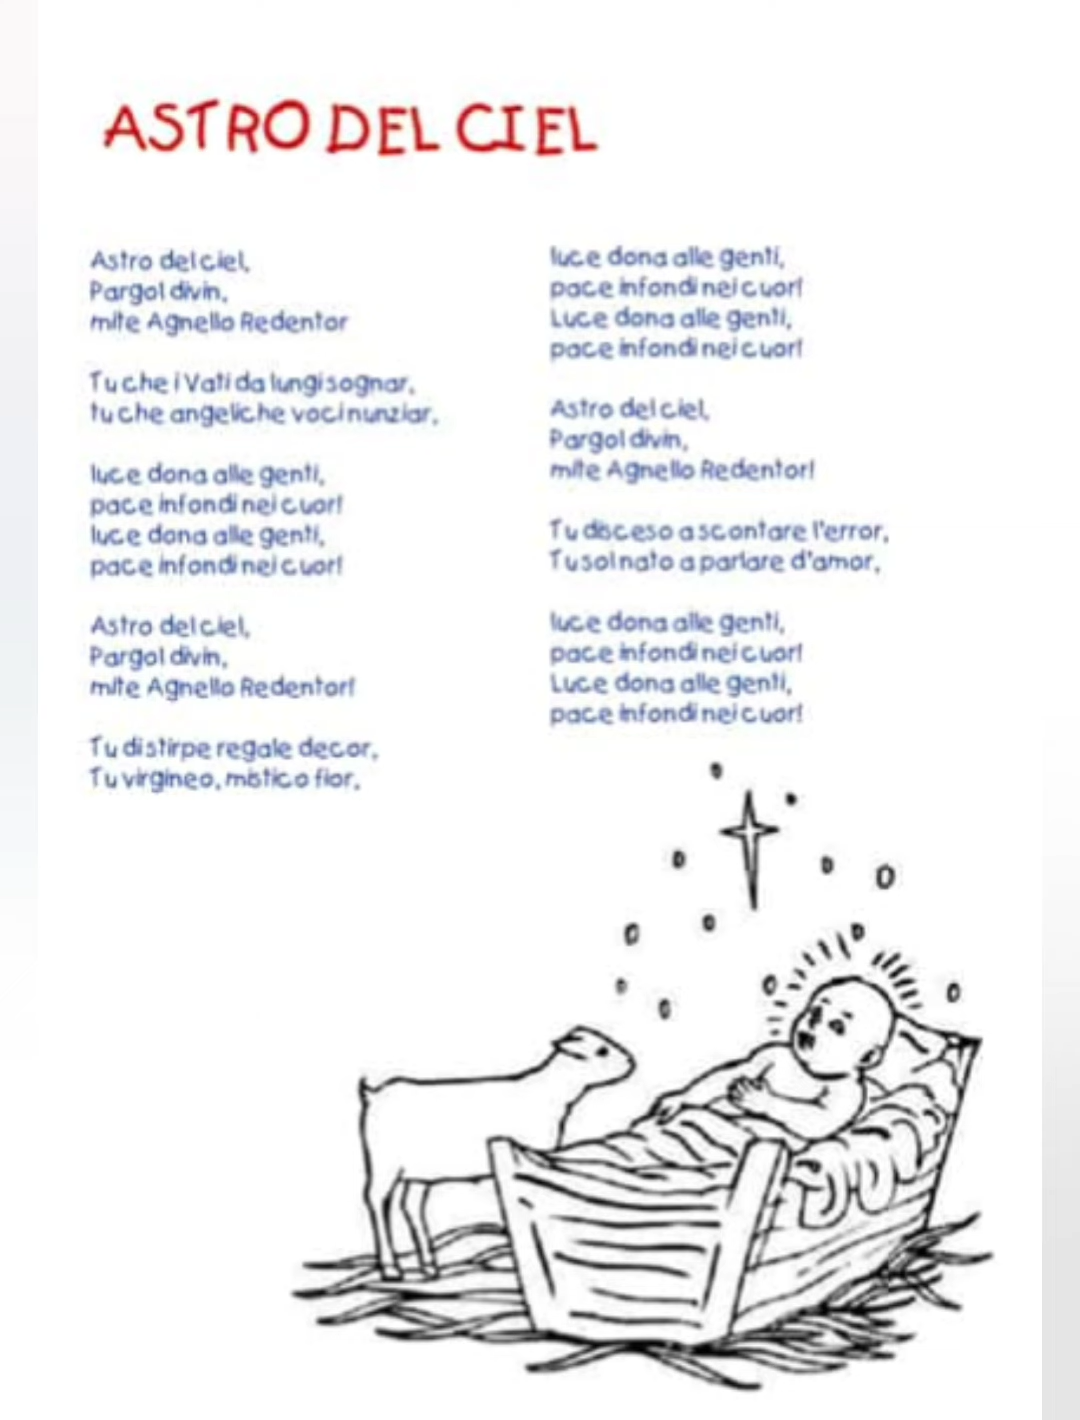 ASTRO DEL CIEL
Astro del ciel,
Pargol divin,
mite Agnello Redentor
Tu che i Vati da lungi sognar,
tu che angeliche voci nunziar,
luce dona alle genti,
pace infondi nei cuor!
luce dona alle genti,
pace infondi nei cuor!
Astro del ciel,
Pargol divin,
mite Agnello Redentor!
Tu di stirpe regale decor,
Tu virgineo, mistico fior,
luce dona alle genti,
pace infondi nei cuor!
Luce dona alle genti,
pace infondi nei cuor!
Astro del ciel,
Pargol divin,
mite Agnello Redentor!
Tu disceso a scontare l'error,
Tu sol nato a parlare d'amor,
luce dona alle genti,
pace infondi nei cuor!
Luce dona alle genti,
pace infondi nei cuor!